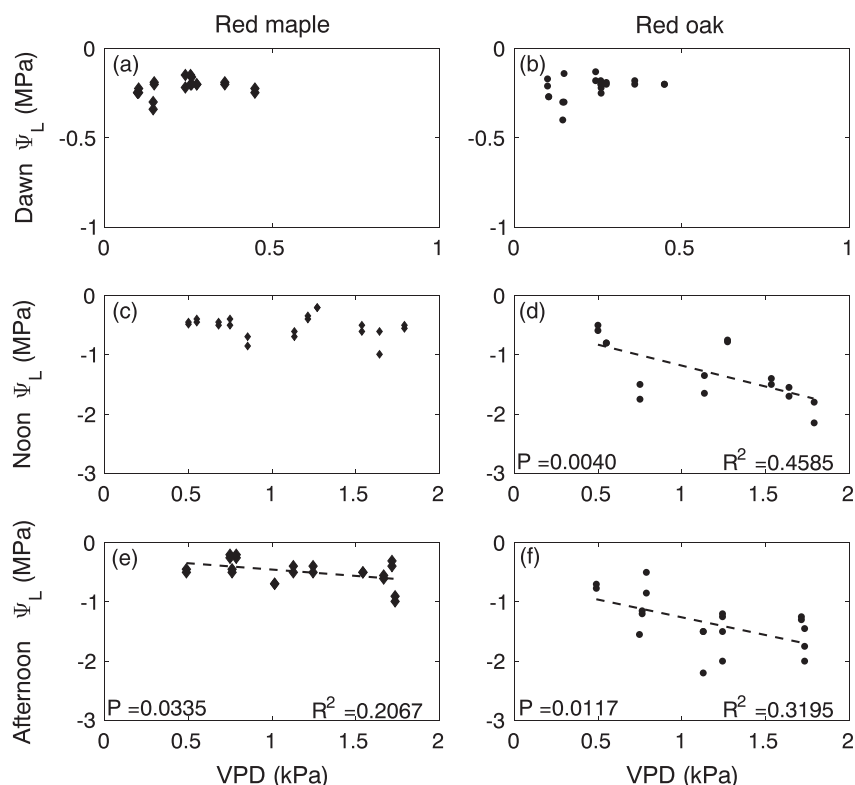 Red maple Red oak
Dawn Ψ_L (MPa)
0 (a) 0 (b)
-0.5 -0.5
-1 -1
0 0.5 1 0 0.5 1
Noon Ψ_L (MPa)
0 (c) 0 (d)
-1 -1
-2 -2
-3 -3 P =0.0040 R² =0.4585
0 0.5 1 1.5 2 0 0.5 1 1.5 2
Afternoon Ψ_L (MPa)
0 (e) 0 (f)
-1 -1
-2 -2
-3 P =0.0335 R² =0.2067 -3 P =0.0117 R² =0.3195
0 0.5 1 1.5 2 0 0.5 1 1.5 2
VPD (kPa) VPD (kPa)